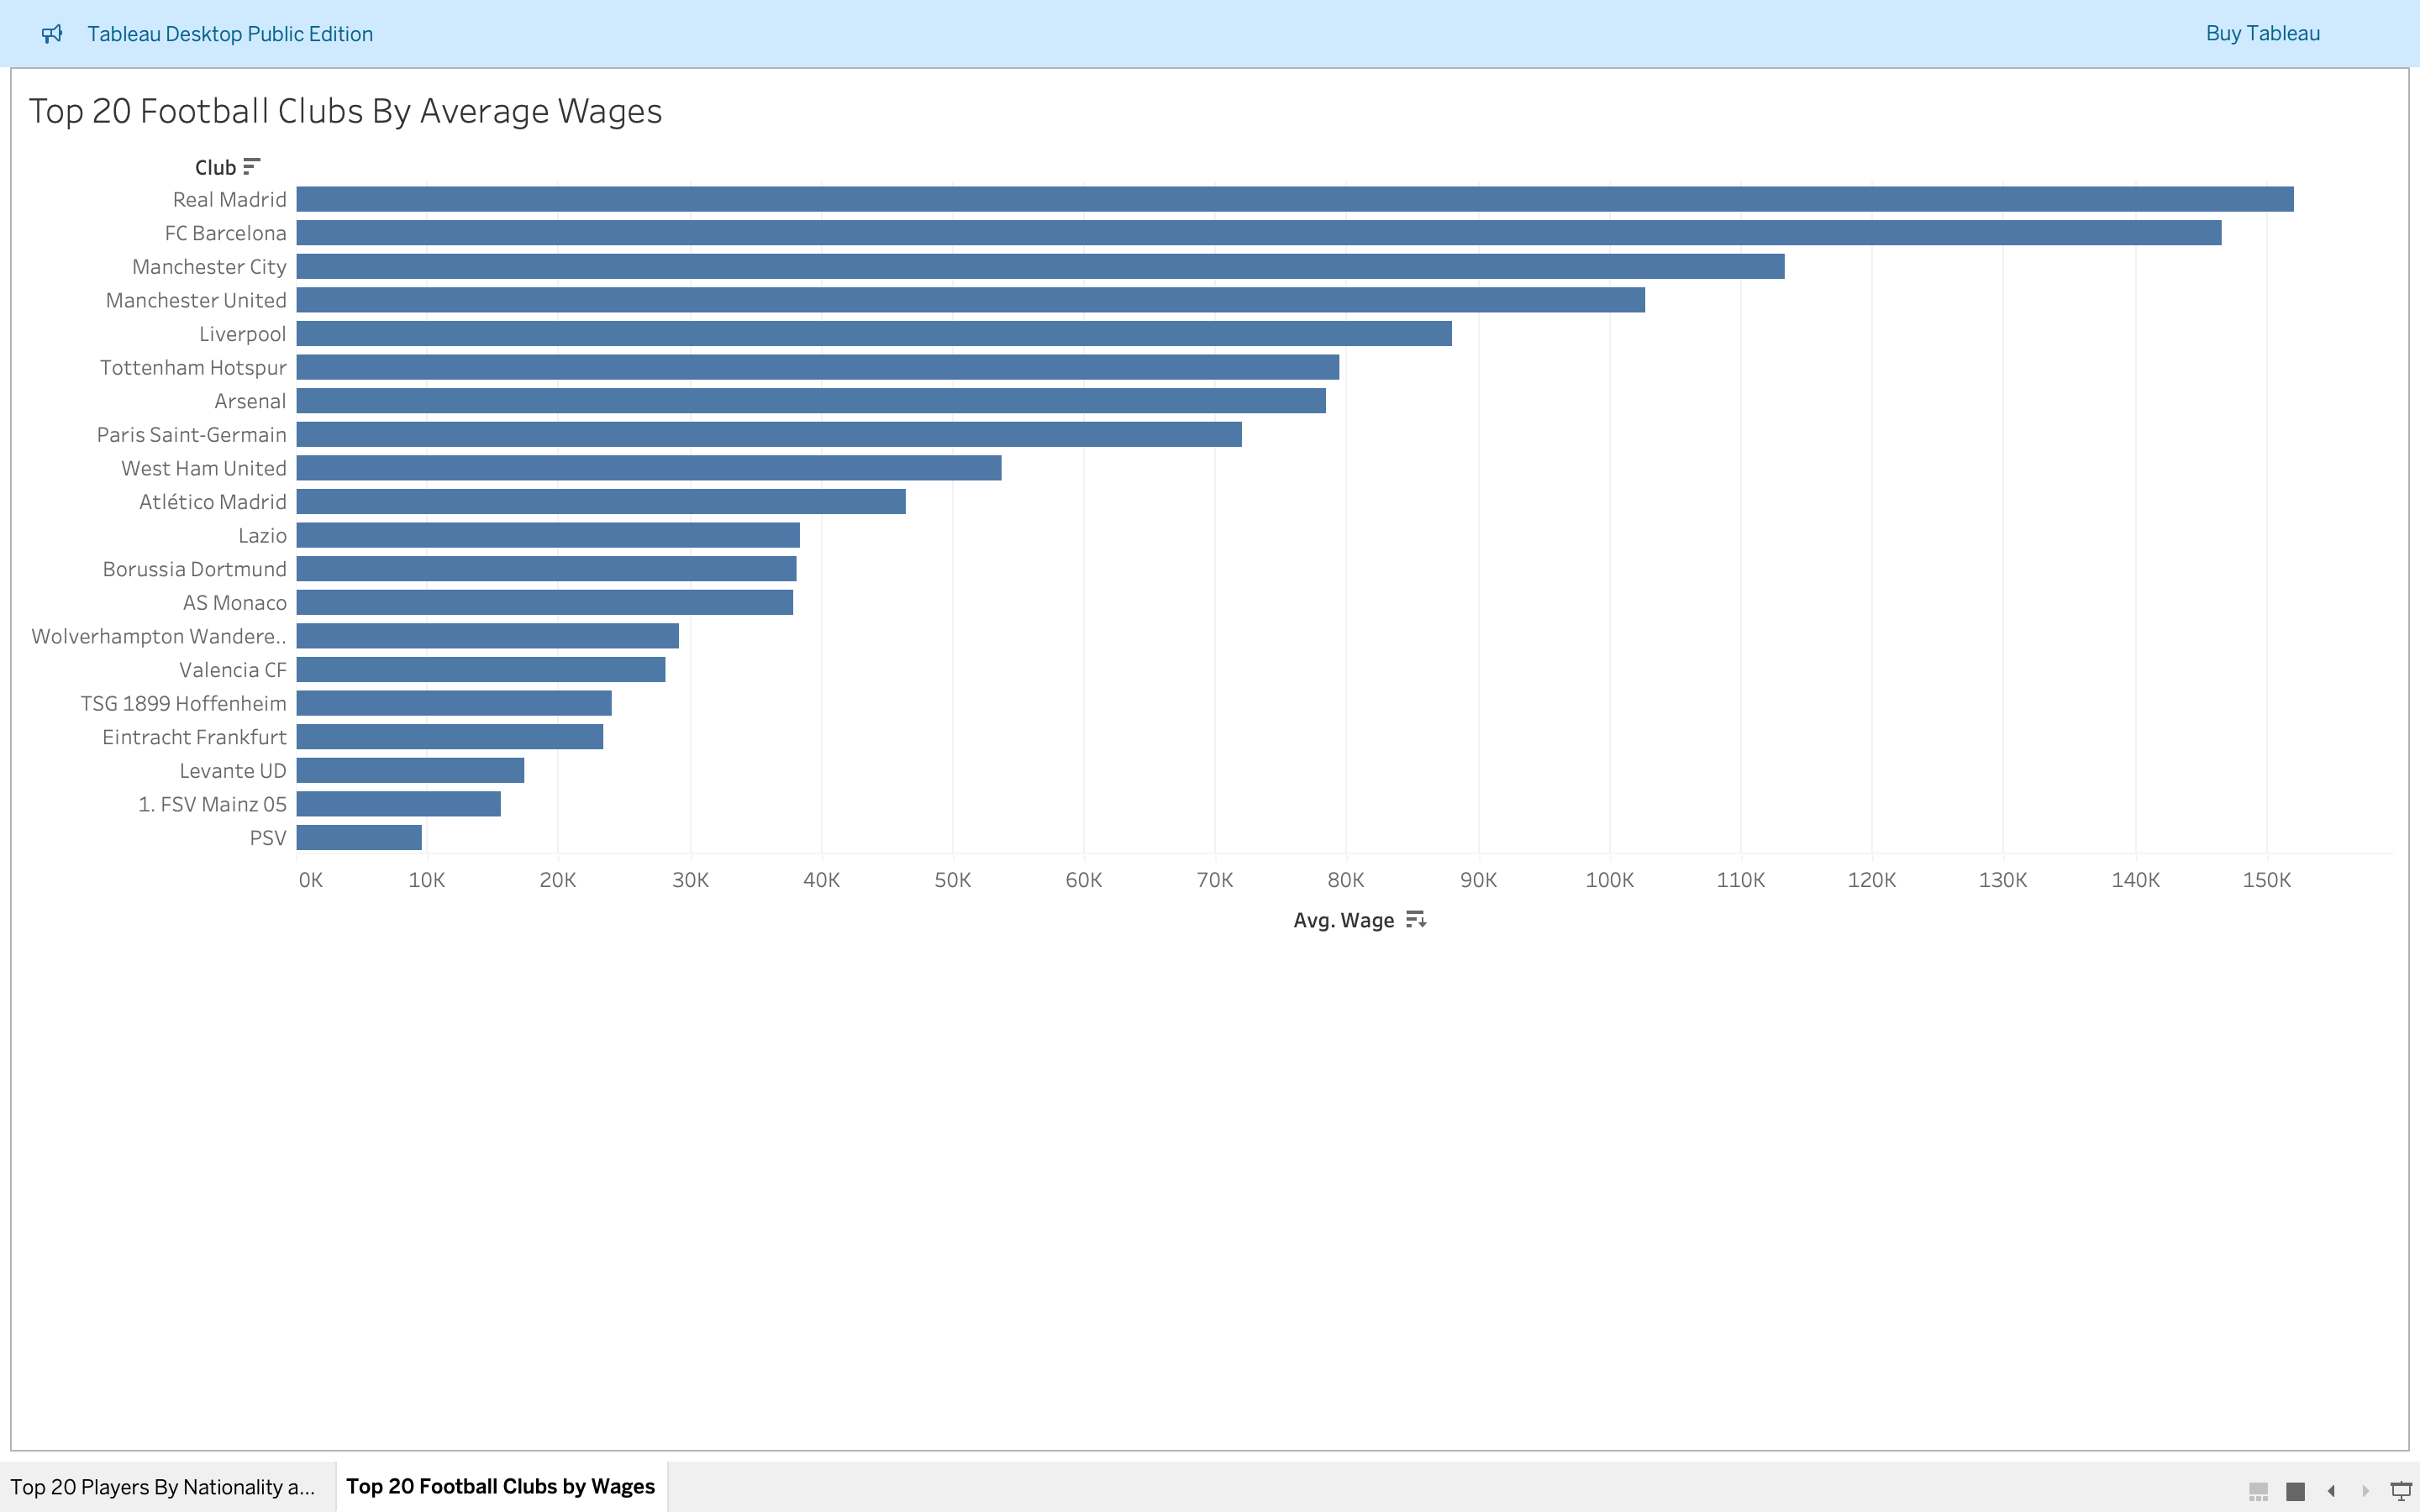 Tableau Desktop Public Edition
Buy Tableau
Top 20 Football Clubs By Average Wages
Club
Real Madrid
FC Barcelona
Manchester City
Manchester United
Liverpool
Tottenham Hotspur
Arsenal
Paris Saint-Germain
West Ham United
Atlético Madrid
Lazio
Borussia Dortmund
AS Monaco
Wolverhampton Wandere..
Valencia CF
TSG 1899 Hoffenheim
Eintracht Frankfurt
Levante UD
1. FSV Mainz 05
PSV
0K 10K 20K 30K 40K 50K 60K 70K 80K 90K 100K 110K 120K 130K 140K 150K
Avg. Wage
Top 20 Players By Nationality a...
Top 20 Football Clubs by Wages